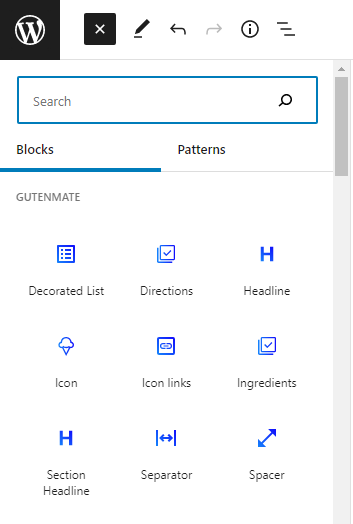 Search
Blocks Patterns
GUTENMATE
Decorated List Directions Headline
Icon Icon links Ingredients
Section Separator Spacer
Headline